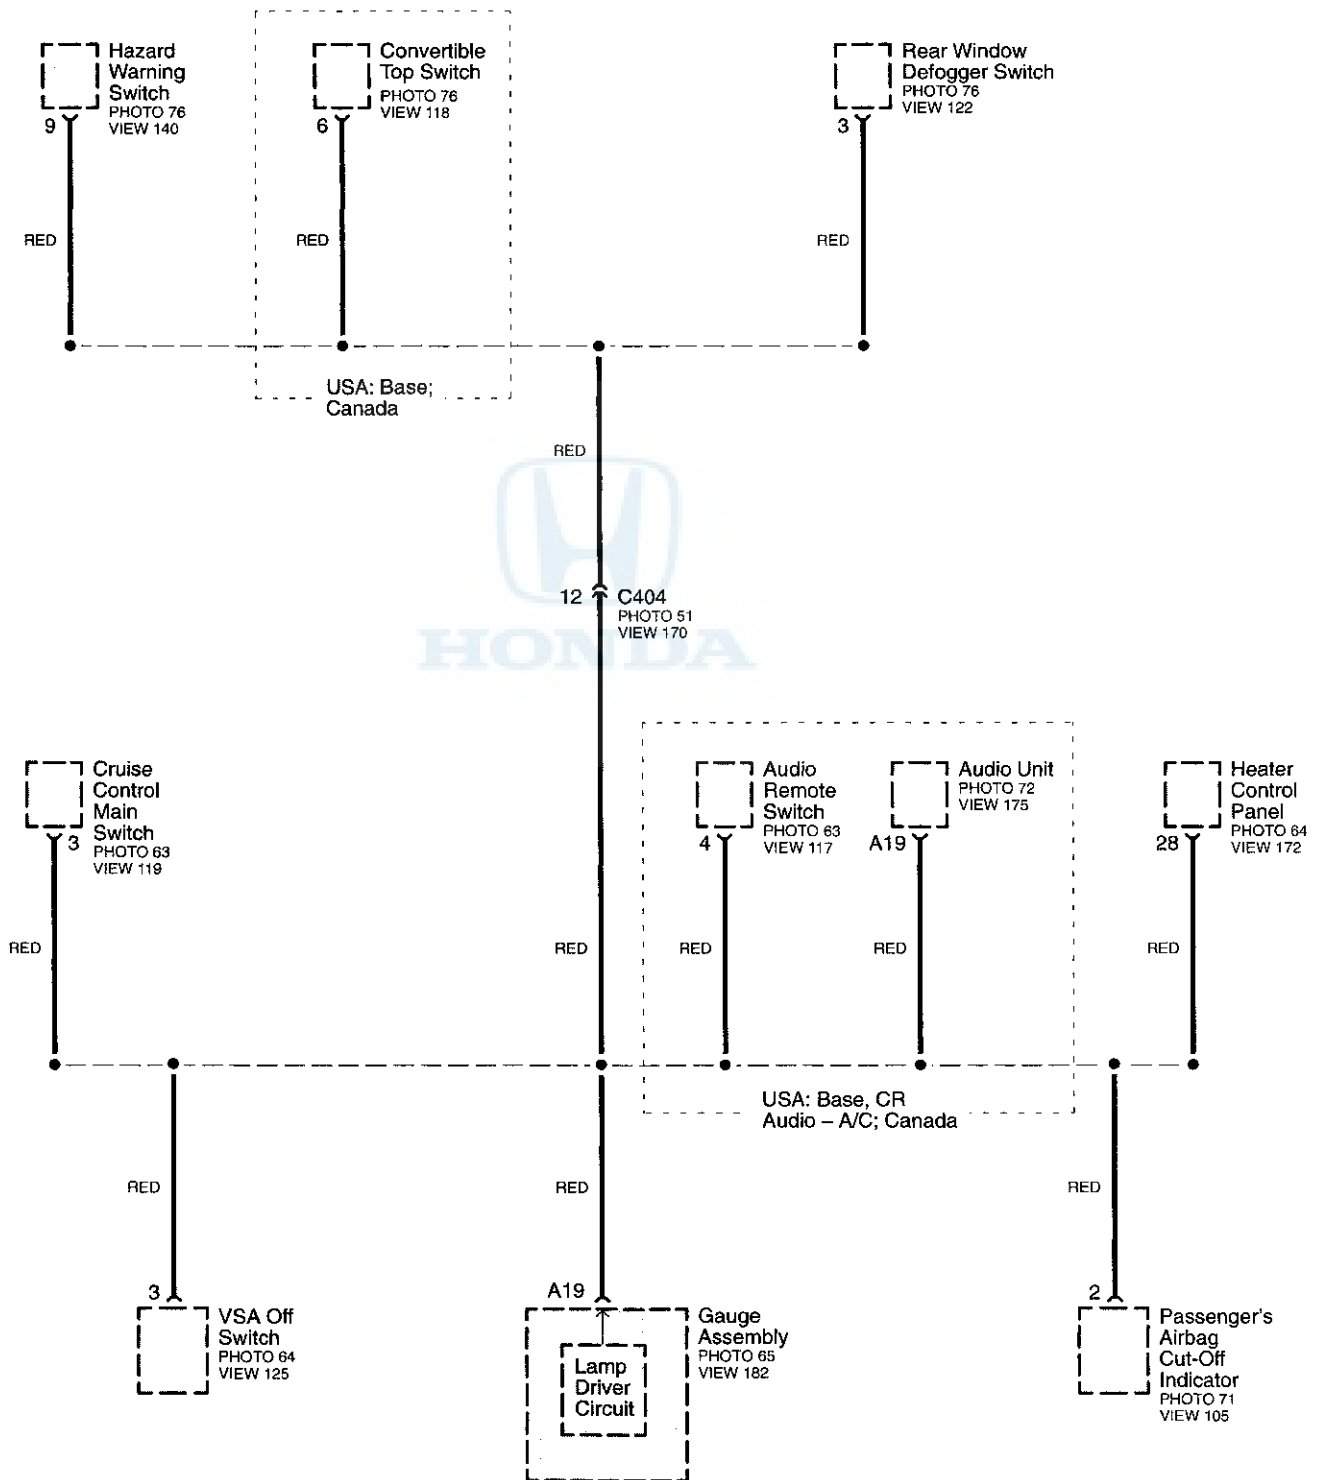 Hazard
Warning
Switch
PHOTO 76
VIEW 140
9
RED
Convertible
Top Switch
PHOTO 76
VIEW 118
6
RED
USA: Base;
Canada
Rear Window
Defogger Switch
PHOTO 76
VIEW 122
3
RED
RED
12
C404
PHOTO 51
VIEW 170
HONDA
Cruise
Control
Main
Switch
PHOTO 63
VIEW 119
3
RED
RED
Audio
Remote
Switch
PHOTO 63
VIEW 117
4
RED
Audio Unit
PHOTO 72
VIEW 175
A19
RED
USA: Base, CR
Audio – A/C; Canada
Heater
Control
Panel
PHOTO 64
VIEW 172
28
RED
RED
3
VSA Off
Switch
PHOTO 64
VIEW 125
RED
A19
Gauge
Assembly
PHOTO 65
VIEW 182
Lamp
Driver
Circuit
RED
2
Passenger's
Airbag
Cut-Off
Indicator
PHOTO 71
VIEW 105